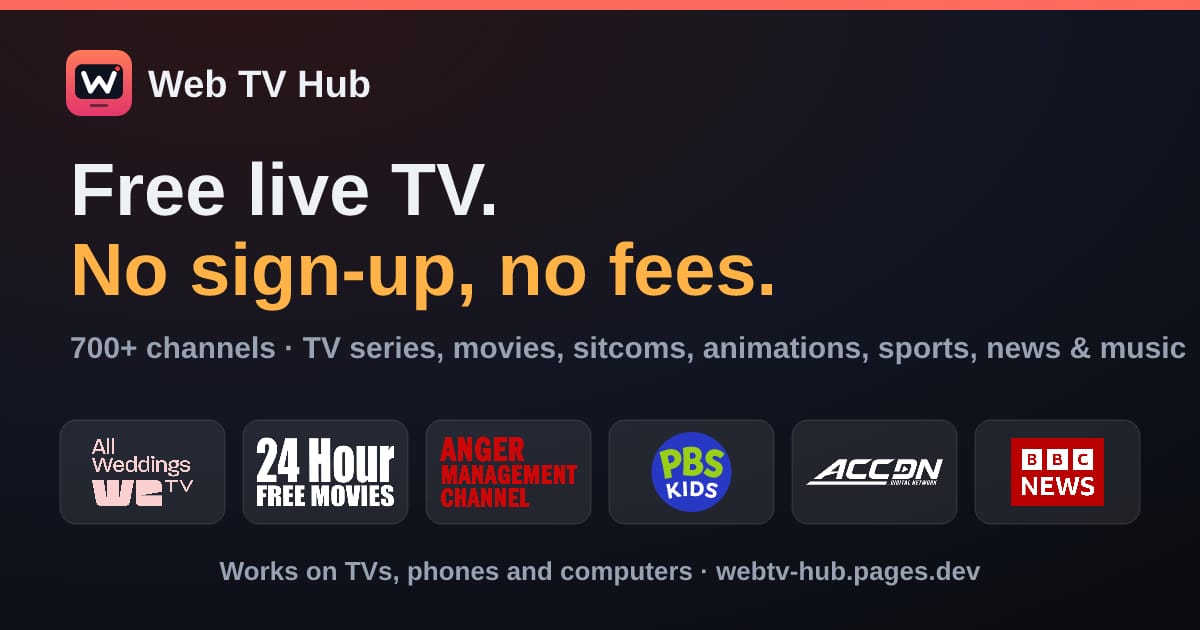 W
Web TV Hub
Free live TV.
No sign-up, no fees.
700+ channels · TV series, movies, sitcoms, animations, sports, news & music
All
Weddings
WE TV
24 Hour
FREE MOVIES
ANGER
MANAGEMENT
CHANNEL
PBS
KIDS
ACCDN
DIGITAL NETWORK
BBC
NEWS
Works on TVs, phones and computers · webtv-hub.pages.dev